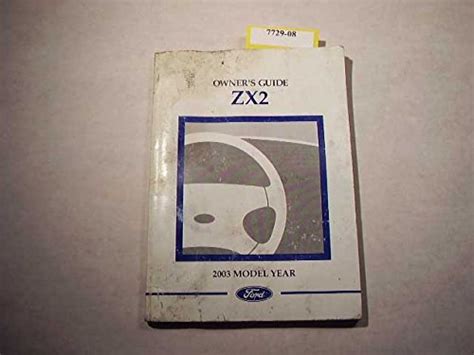 7729-08
OWNER'S GUIDE
ZX2
2003 MODEL YEAR
Ford